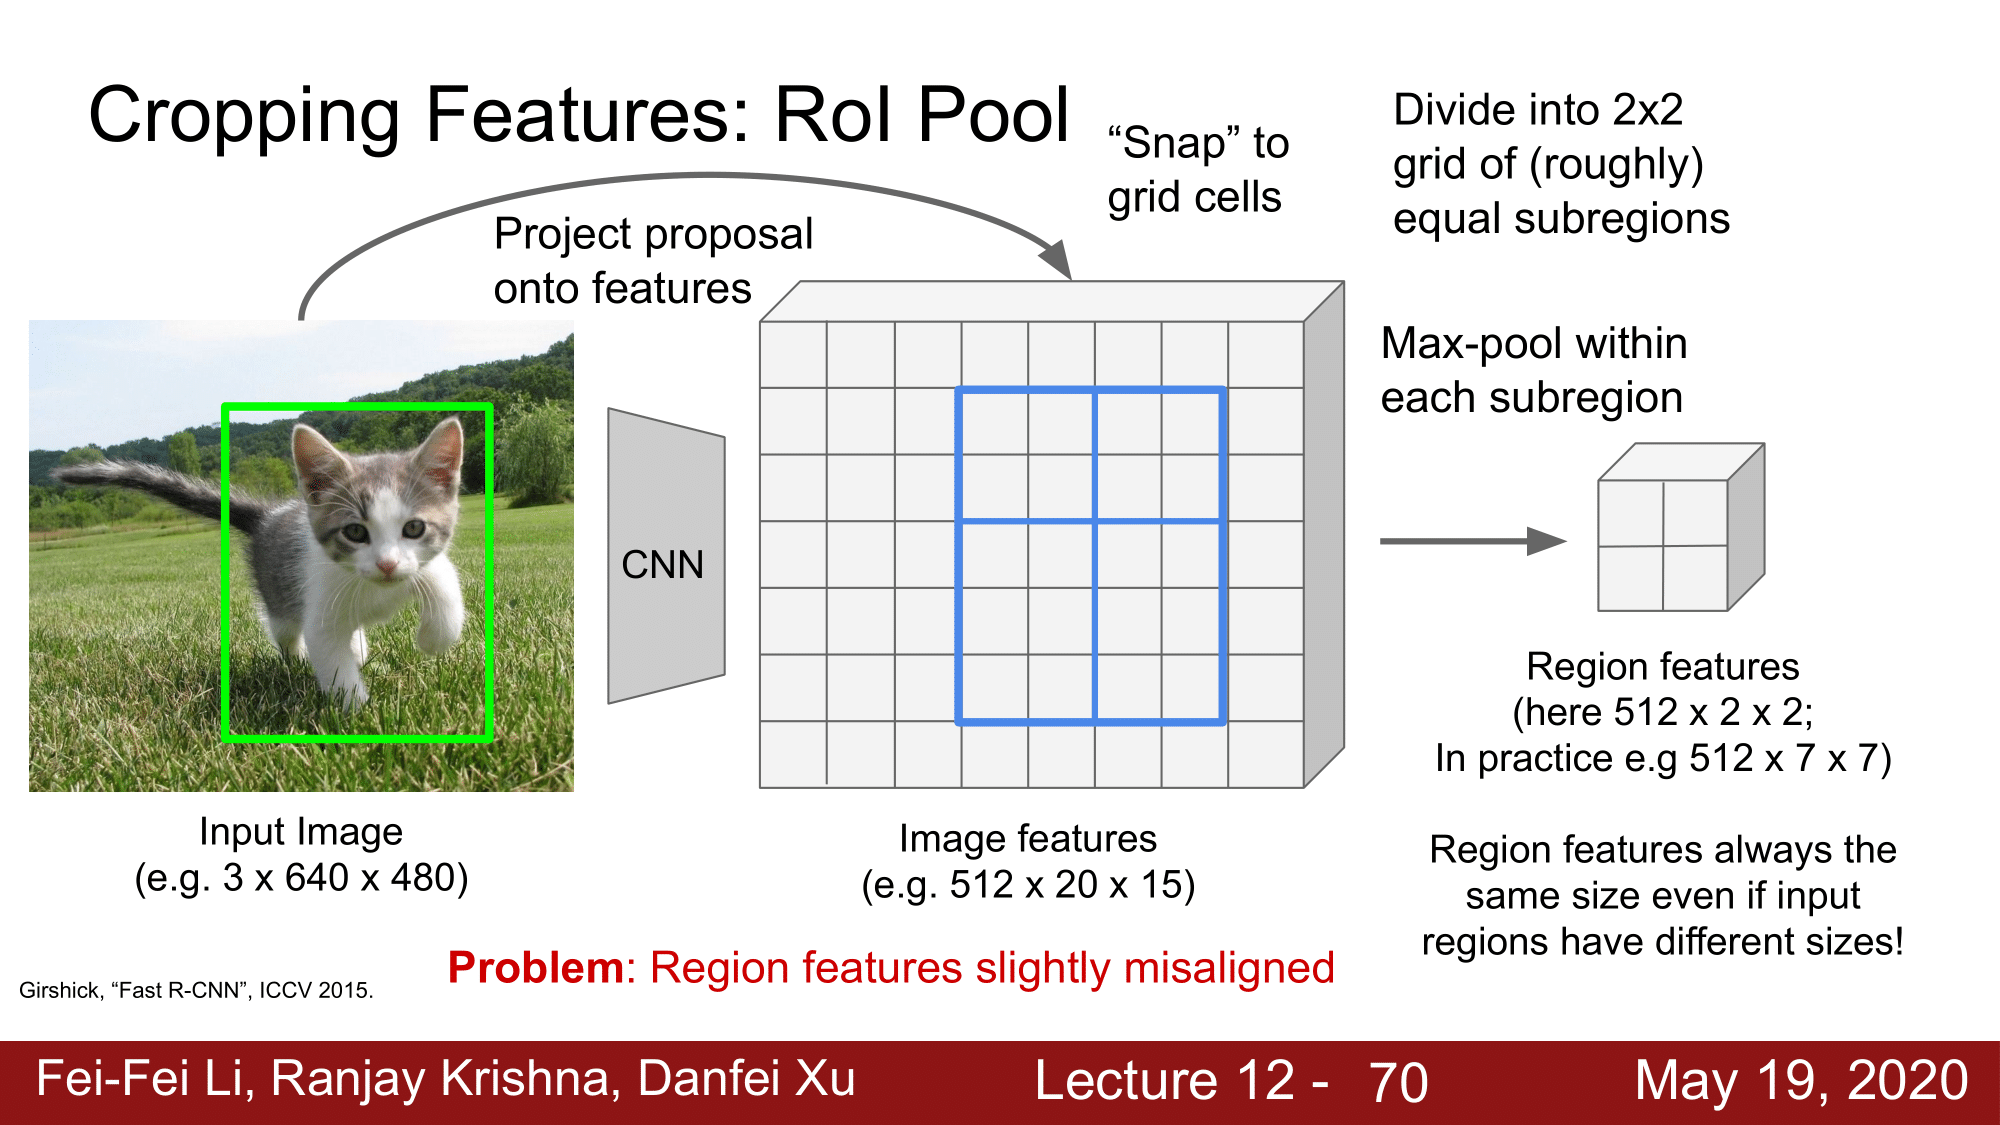 Cropping Features: RoI Pool
“Snap” to
grid cells
Divide into 2x2
grid of (roughly)
equal subregions
Project proposal
onto features
Max-pool within
each subregion
CNN
Input Image
(e.g. 3 x 640 x 480)
Image features
(e.g. 512 x 20 x 15)
Region features
(here 512 x 2 x 2;
In practice e.g 512 x 7 x 7)
Region features always the
same size even if input
regions have different sizes!
Problem: Region features slightly misaligned
Girshick, “Fast R-CNN”, ICCV 2015.
Fei-Fei Li, Ranjay Krishna, Danfei Xu
Lecture 12 - 70
May 19, 2020